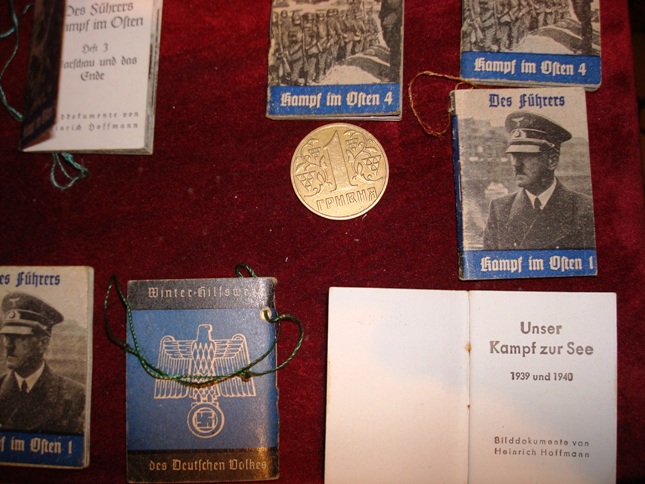 Des Führers
Kampf im Osten
Heft 3
Warschau und das
Ende
Bilddokumente von
Heinrich Hoffmann
Kampf im Osten 4
Kampf im Osten 4
1
ГРИВНА
Des Führers
Kampf im Osten 1
Des Führers
Kampf im Osten 1
Winter-Hilfswerk
des Deutschen Volkes
Unser
Kampf zur See
1939 und 1940
Bilddokumente von
Heinrich Hoffmann